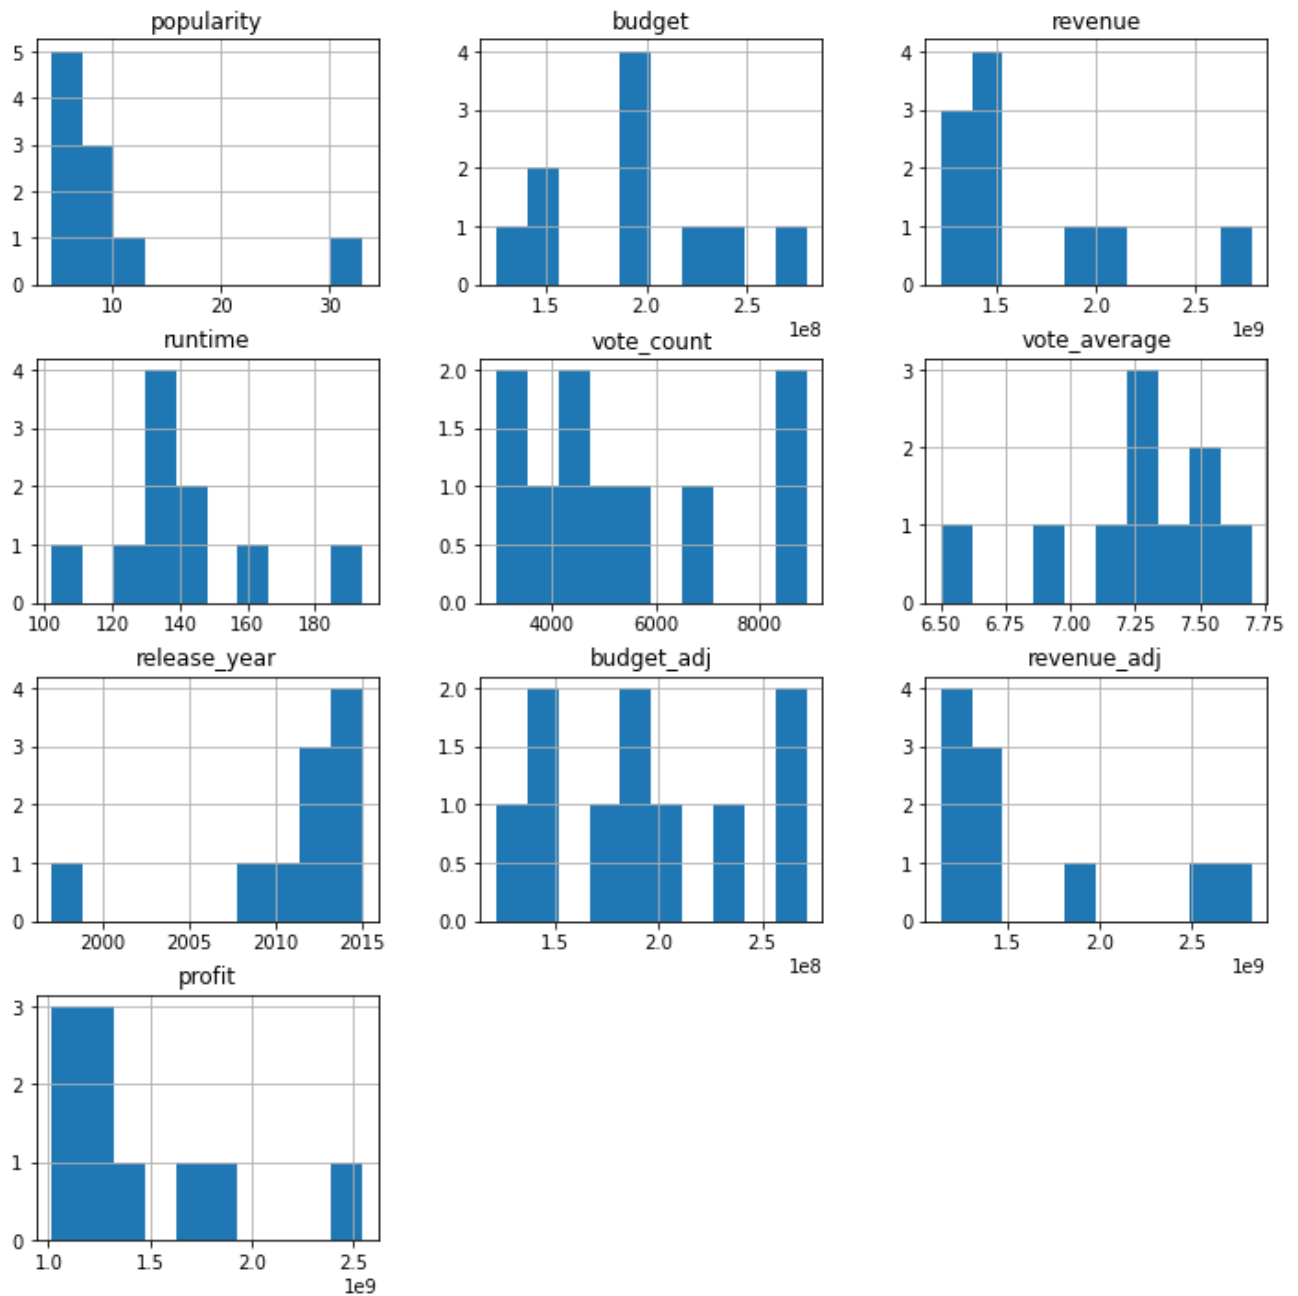 popularity budget revenue
5 4 3 2 1 0
10 20 30
4 3 2 1 0
1.5 2.0 2.5
1e8
4 3 2 1 0
1.5 2.0 2.5
1e9
runtime vote_count vote_average
4 3 2 1 0
100 120 140 160 180
2.0 1.5 1.0 0.5 0.0
4000 6000 8000
3 2 1 0
6.50 6.75 7.00 7.25 7.50 7.75
release_year budget_adj revenue_adj
4 3 2 1 0
2000 2005 2010 2015
2.0 1.5 1.0 0.5 0.0
1.5 2.0 2.5
1e8
4 3 2 1 0
1.5 2.0 2.5
1e9
profit
3 2 1 0
1.0 1.5 2.0 2.5
1e9